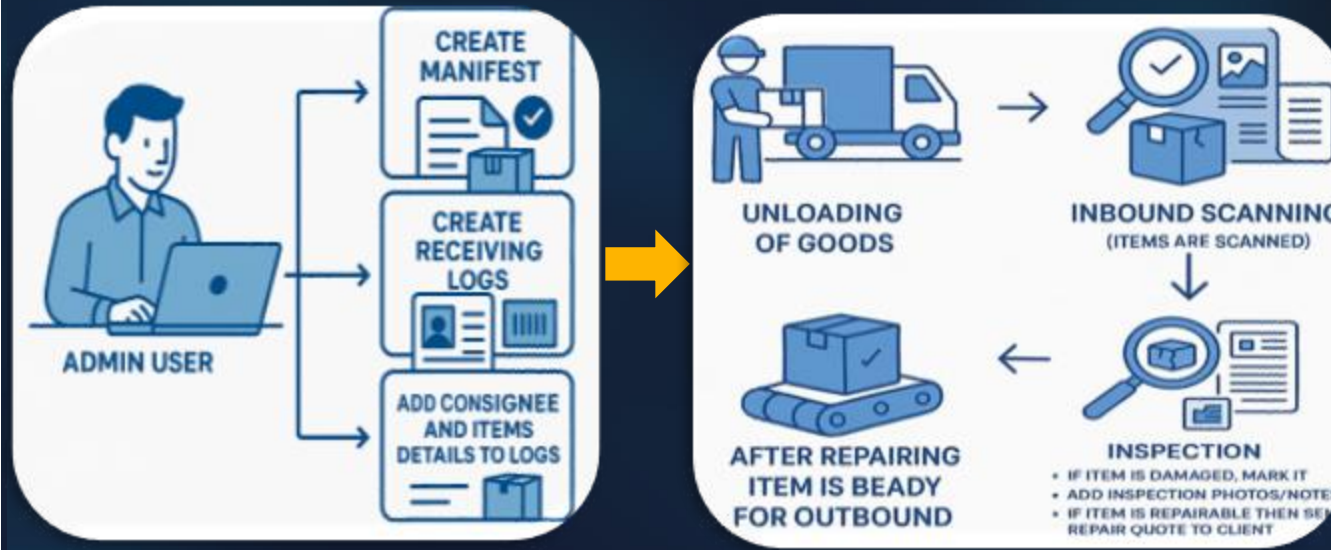 CREATE
MANIFEST
CREATE
RECEIVING
LOGS
ADMIN USER
ADD CONSIGNEE
AND ITEMS
DETAILS TO LOGS
UNLOADING
OF GOODS
INBOUND SCANNING
(ITEMS ARE SCANNED)
INSPECTION
• IF ITEM IS DAMAGED, MARK IT
• ADD INSPECTION PHOTOS/NOTE
• IF ITEM IS REPAIRABLE THEN
REPAIR QUOTE TO CLIENT
AFTER REPAIRING
ITEM IS BEADY
FOR OUTBOUND